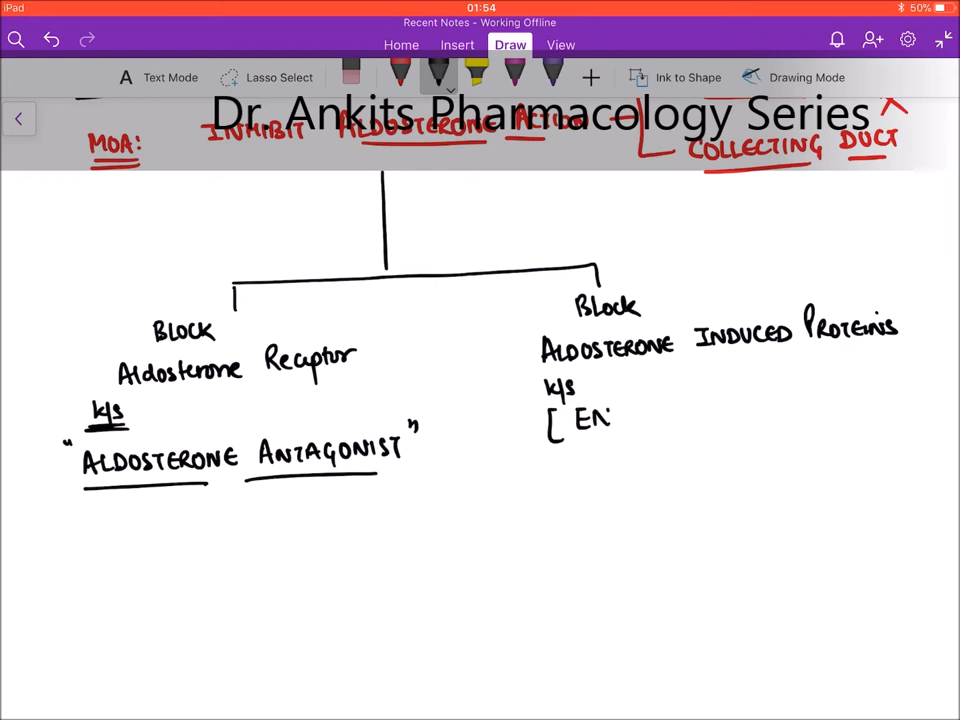 iPad 01:54 50%
Recent Notes - Working Offline
Home Insert Draw View
A Text Mode Lasso Select Ink to Shape Drawing Mode
Dr. Ankits Pharmacology Series
MOA: INHIBIT ALDOSTERONE ACTION
COLLECTING DUCT
BLOCK
Aldosterone Receptor
k/s
"ALDOSTERONE ANTAGONIST"
Block
ALDOSTERONE INDUCED PROTEINS
k/s
[ EN